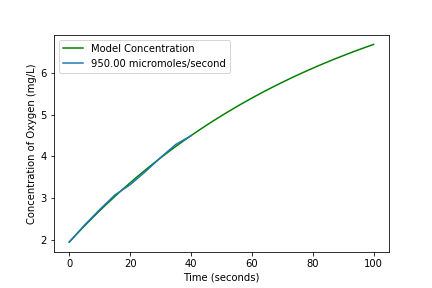 Model Concentration
950.00 micromoles/second
Concentration of Oxygen (mg/L)
6
5
4
3
2
0 20 40 60 80 100
Time (seconds)